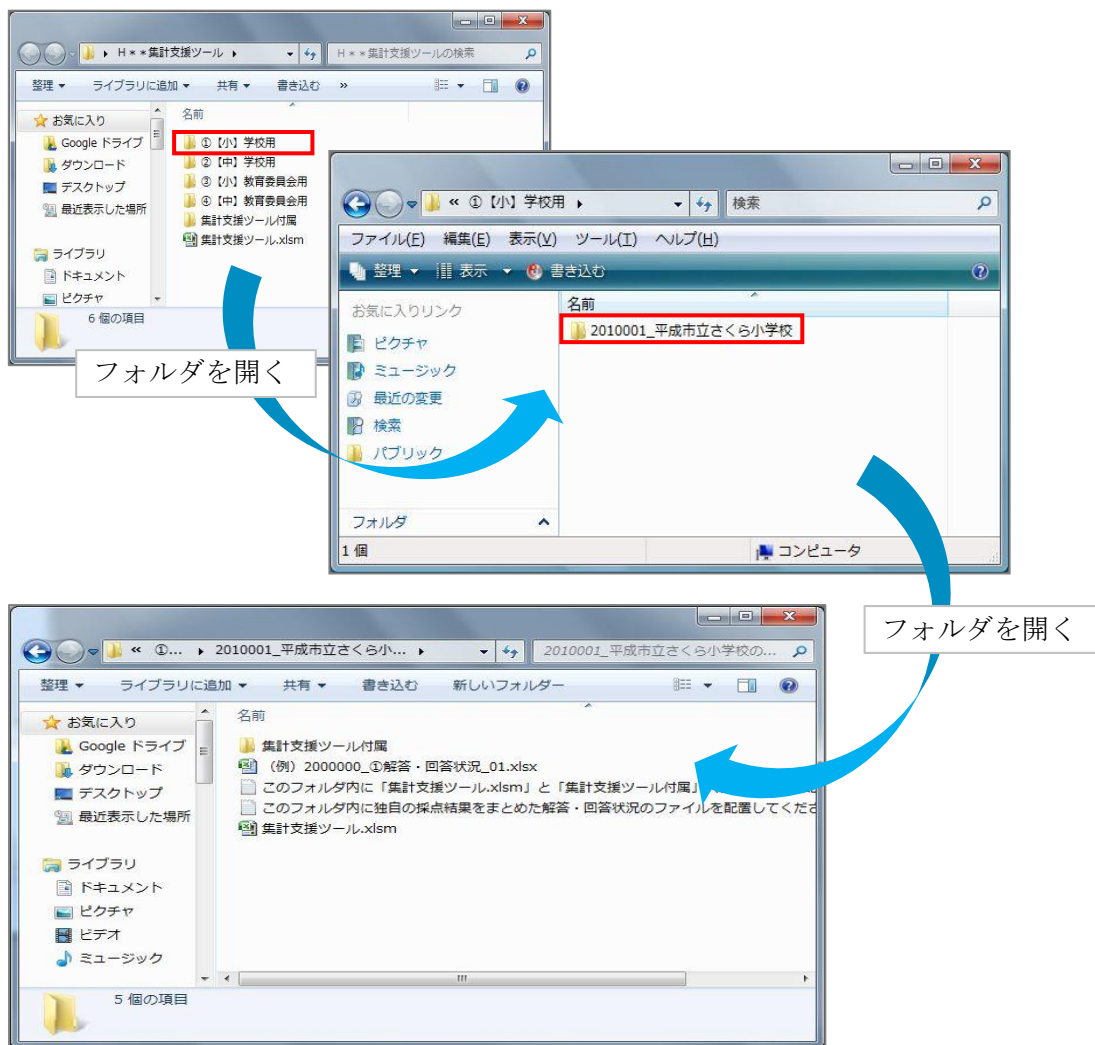 H＊＊集計支援ツール
H＊＊集計支援ツールの検索
整理 ライブラリに追加 共有 書き込む »
お気に入り
Google ドライブ
ダウンロード
デスクトップ
最近表示した場所
ライブラリ
ドキュメント
ピクチャ
名前
①【小】学校用
②【中】学校用
③【小】教育委員会用
④【中】教育委員会用
集計支援ツール付属
集計支援ツール.xlsm
6 個の項目
フォルダを開く
« ①【小】学校用
検索
ファイル(F) 編集(E) 表示(V) ツール(T) ヘルプ(H)
整理 表示 書き込む
お気に入りリンク
ピクチャ
ミュージック
最近の変更
検索
パブリック
フォルダ
名前
2010001_平成市立さくら小学校
1 個
コンピュータ
フォルダを開く
« ①... 2010001_平成市立さくら小...
2010001_平成市立さくら小学校の...
整理 ライブラリに追加 共有 書き込む 新しいフォルダー
お気に入り
Google ドライブ
ダウンロード
デスクトップ
最近表示した場所
ライブラリ
ドキュメント
ピクチャ
ビデオ
ミュージック
名前
集計支援ツール付属
（例）2000000_①解答・回答状況_01.xlsx
このフォルダ内に「集計支援ツール.xlsm」と「集計支援ツール付属」
このフォルダ内に独自の採点結果をまとめた解答・回答状況のファイルを配置してくださ
集計支援ツール.xlsm
5 個の項目